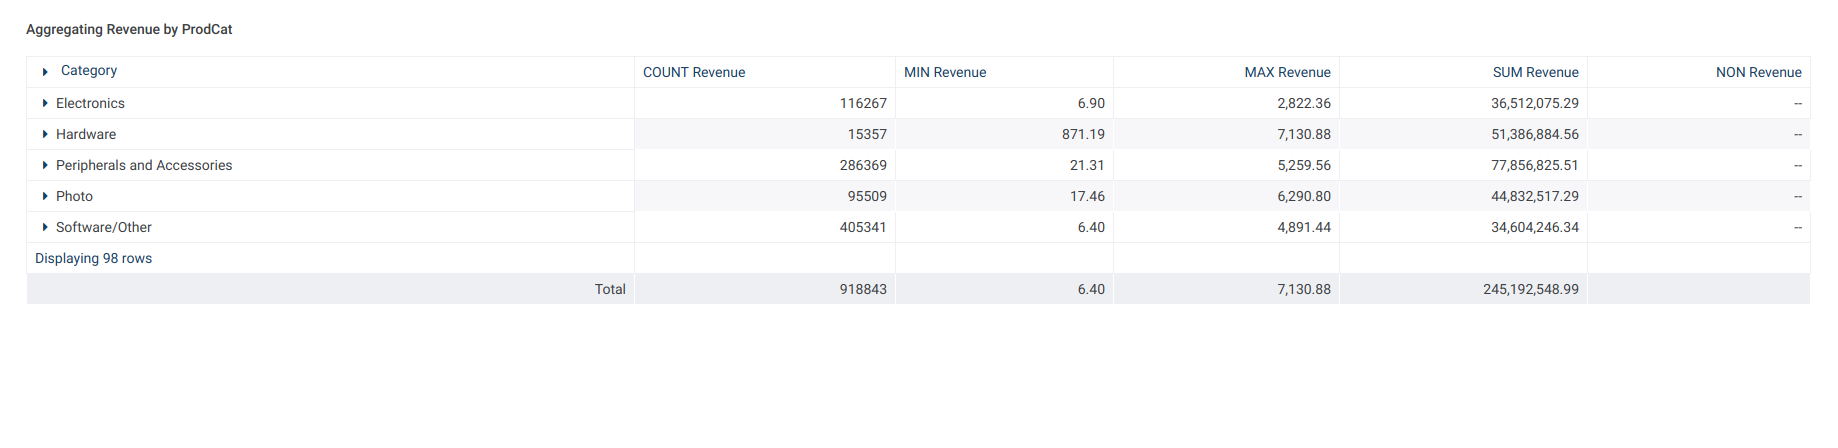 Aggregating Revenue by ProdCat
Category COUNT Revenue MIN Revenue MAX Revenue SUM Revenue NON Revenue
Electronics 116267 6.90 2,822.36 36,512,075.29 --
Hardware 15357 871.19 7,130.88 51,386,884.56 --
Peripherals and Accessories 286369 21.31 5,259.56 77,856,825.51 --
Photo 95509 17.46 6,290.80 44,832,517.29 --
Software/Other 405341 6.40 4,891.44 34,604,246.34 --
Displaying 98 rows
Total 918843 6.40 7,130.88 245,192,548.99